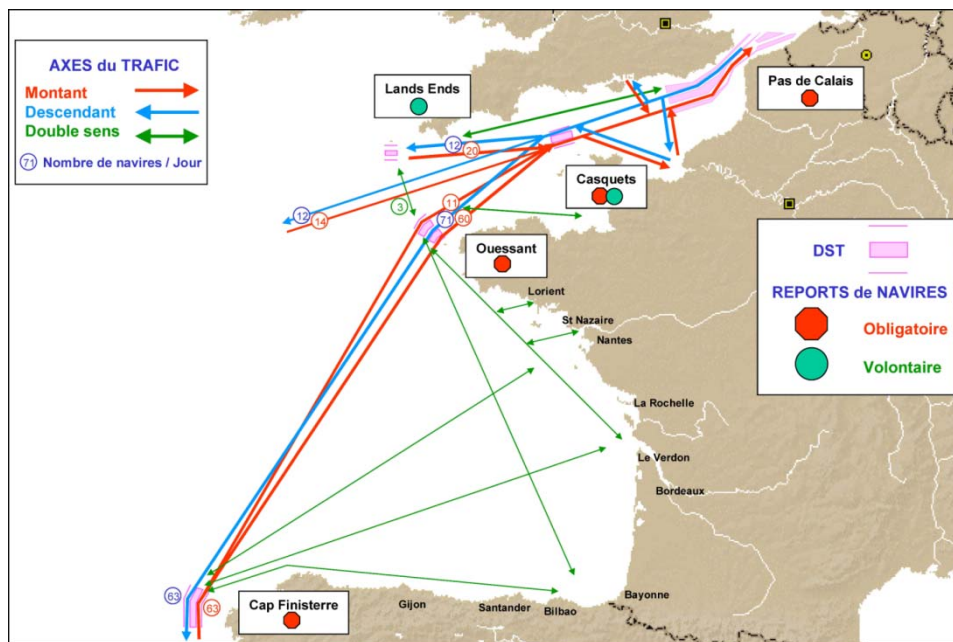 AXES du TRAFIC
Montant
Descendant
Double sens
71 Nombre de navires / Jour
Lands Ends
Pas de Calais
12
20
Casquets
3
11
12
14
71
60
Ouessant
DST
REPORTS de NAVIRES
Obligatoire
Volontaire
Lorient
St Nazaire
Nantes
La Rochelle
Le Verdon
Bordeaux
63
63
Cap Finisterre
Gijon
Santander
Bilbao
Bayonne